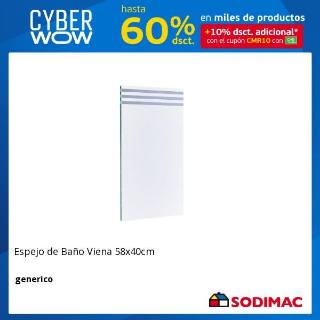 CYBER
WOW
hasta
60%
dsct.
en miles de productos
+10% dsct. adicional*
con el cupón CMR10 con
Espejo de Baño Viena 58x40cm
generico
SODIMAC